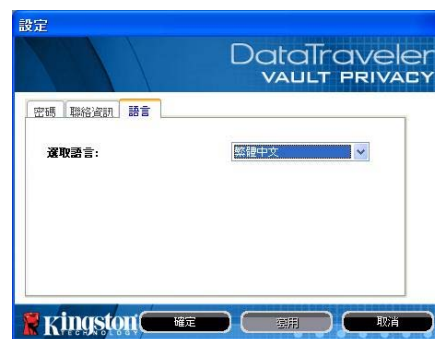 設定
DataTraveler
VAULT PRIVACY
密碼 聯絡資訊 語言
選取語言: 繁體中文
Kingston
TECHNOLOGY
確定 套用 取消